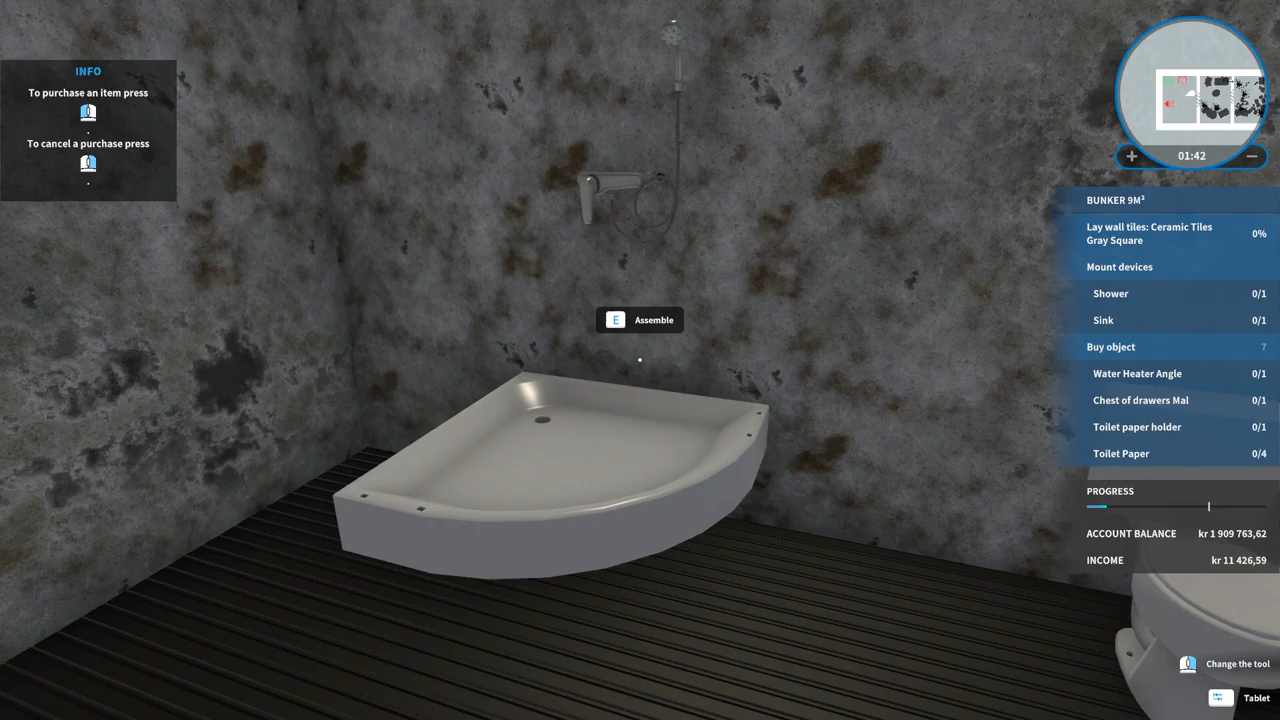 INFO
To purchase an item press
.
To cancel a purchase press
.
E Assemble
+ 01:42 −
BUNKER 9M²
Lay wall tiles: Ceramic Tiles
Gray Square 0%
Mount devices
Shower 0/1
Sink 0/1
Buy object 7
Water Heater Angle 0/1
Chest of drawers Mal 0/1
Toilet paper holder 0/1
Toilet Paper 0/4
PROGRESS
ACCOUNT BALANCE kr 1 909 763,62
INCOME kr 11 426,59
Change the tool
Tablet